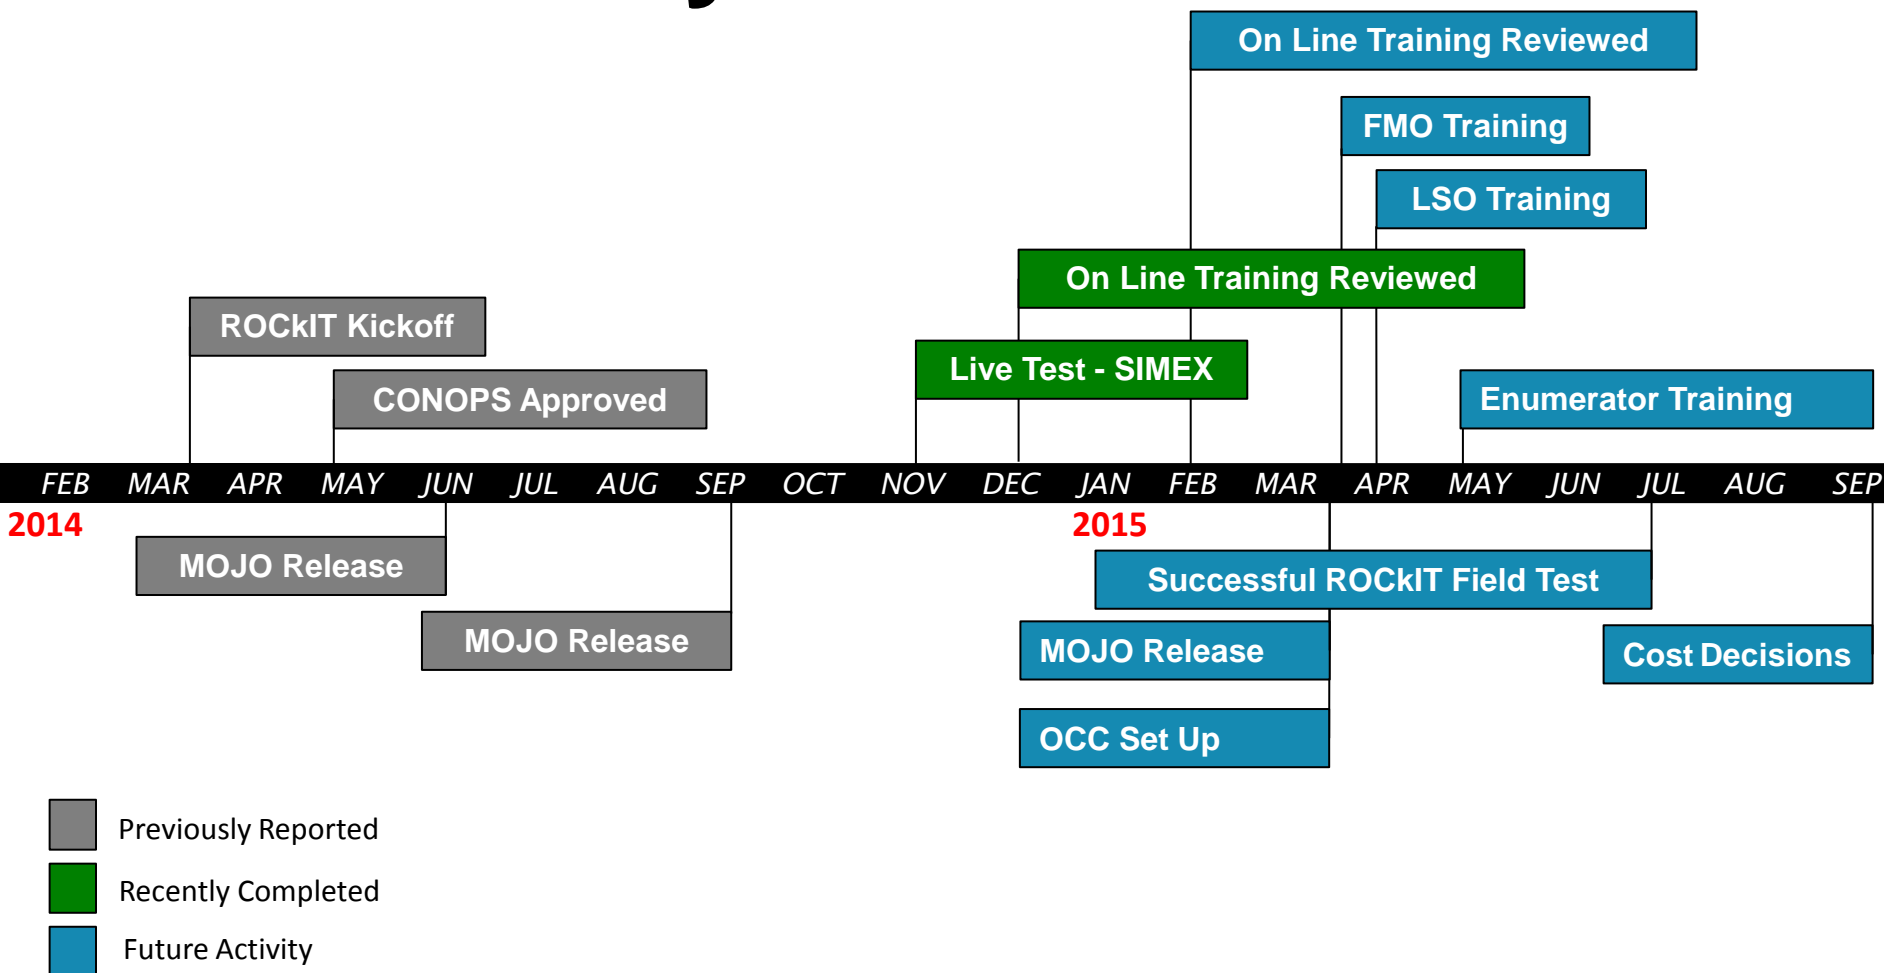 On Line Training Reviewed
FMO Training
LSO Training
On Line Training Reviewed
ROCkIT Kickoff
Live Test - SIMEX
CONOPS Approved
Enumerator Training
FEB MAR APR MAY JUN JUL AUG SEP OCT NOV DEC JAN FEB MAR APR MAY JUN JUL AUG SEP
2014 2015
MOJO Release
Successful ROCkIT Field Test
MOJO Release
MOJO Release
Cost Decisions
OCC Set Up
Previously Reported
Recently Completed
Future Activity